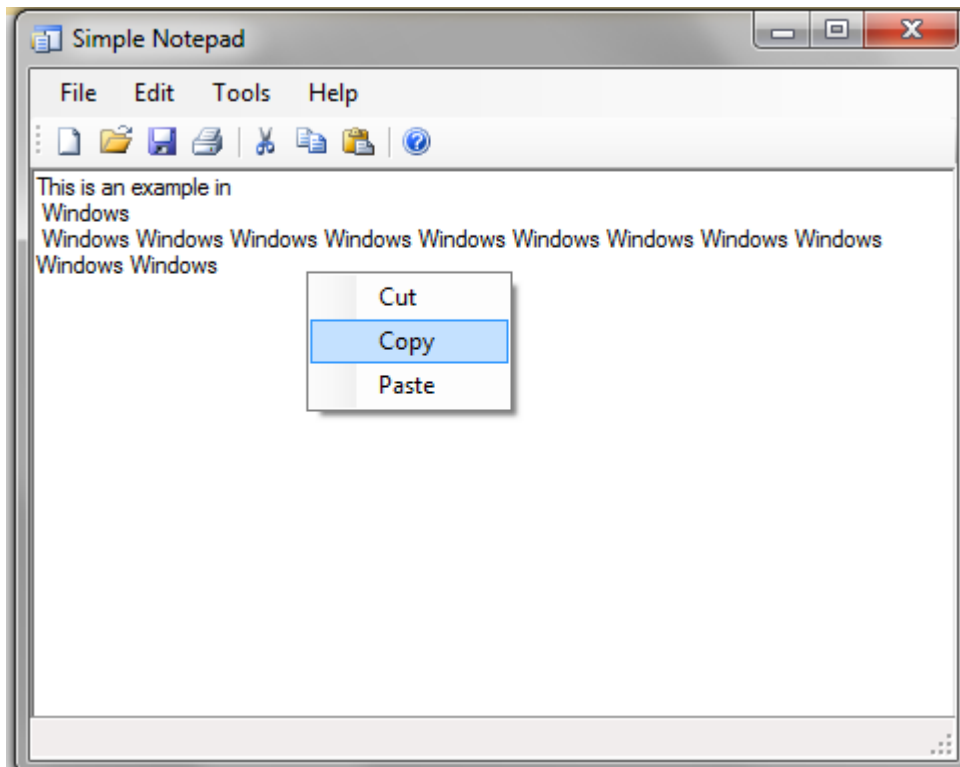 Simple Notepad
File Edit Tools Help
This is an example in
Windows
Windows Windows Windows Windows Windows Windows Windows Windows Windows
Windows Windows
Cut
Copy
Paste